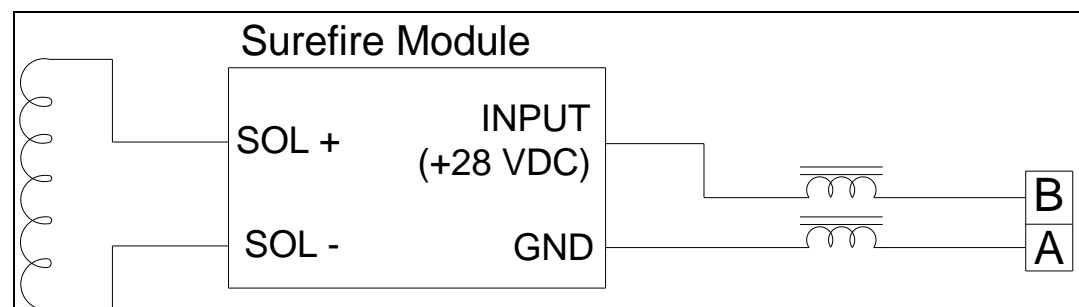 Surefire Module
SOL +
INPUT
(+28 VDC)
SOL -
GND
B
A